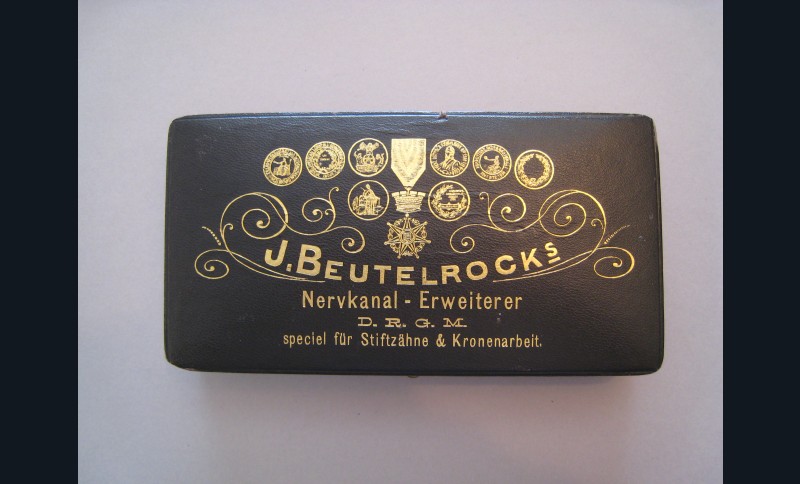 J. BEUTELROCKs
Nervkanal - Erweiterer
D. R. G. M.
speciel für Stiftzähne & Kronenarbeit.